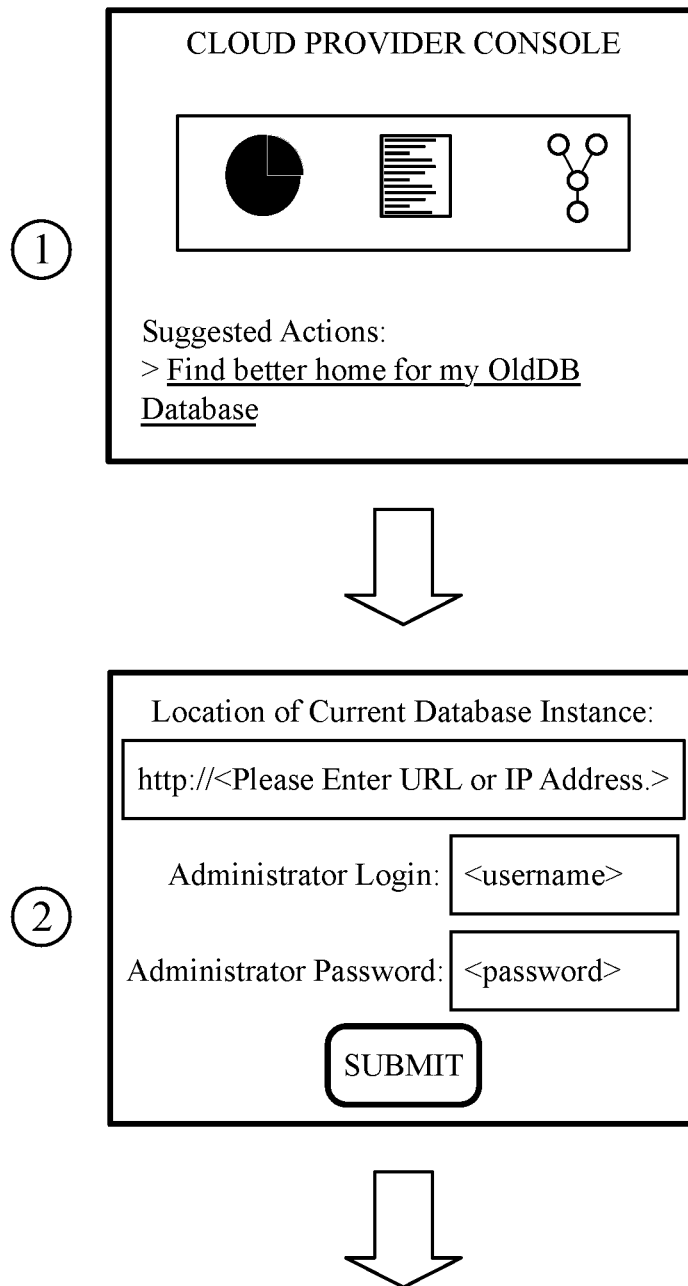 CLOUD PROVIDER CONSOLE
1
Suggested Actions:
> Find better home for my OldDB
Database
Location of Current Database Instance:
http://<Please Enter URL or IP Address.>
2
Administrator Login: <username>
Administrator Password: <password>
SUBMIT